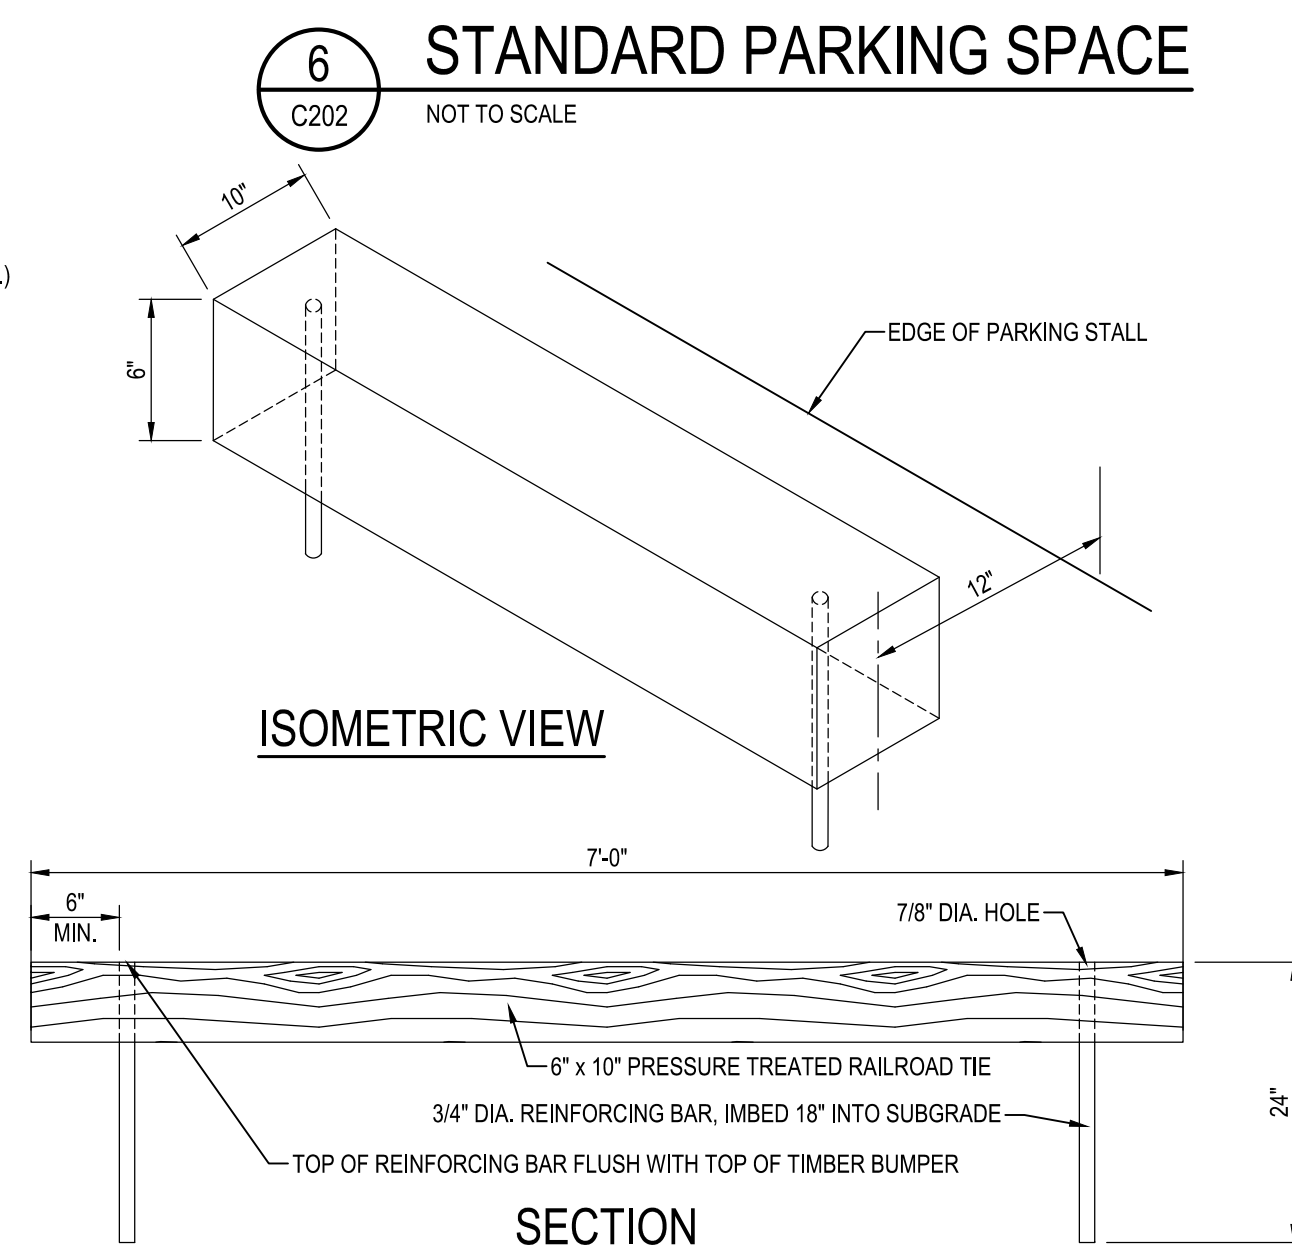 6
C202
STANDARD PARKING SPACE
NOT TO SCALE
.)
10"
6"
EDGE OF PARKING STALL
12"
ISOMETRIC VIEW
7'-0"
6"
MIN.
7/8" DIA. HOLE
6" x 10" PRESSURE TREATED RAILROAD TIE
3/4" DIA. REINFORCING BAR, IMBED 18" INTO SUBGRADE
24"
TOP OF REINFORCING BAR FLUSH WITH TOP OF TIMBER BUMPER
SECTION